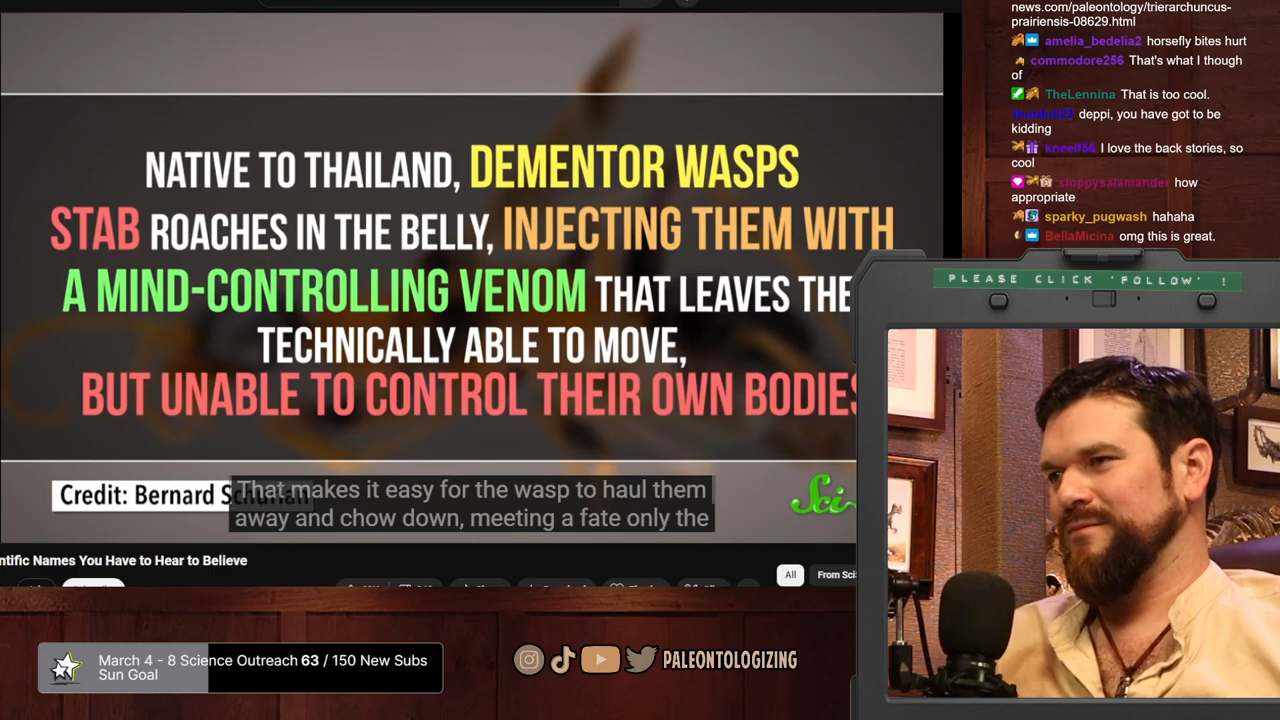 NATIVE TO THAILAND, DEMENTOR WASPS
STAB ROACHES IN THE BELLY, INJECTING THEM WITH
A MIND-CONTROLLING VENOM THAT LEAVES THE
TECHNICALLY ABLE TO MOVE,
BUT UNABLE TO CONTROL THEIR OWN BODIES
Credit: Bernard
That makes it easy for the wasp to haul them
away and chow down, meeting a fate only the
Sci
ntific Names You Have to Hear to Believe
All
From Sci
March 4 - 8 Science Outreach 63 / 150 New Subs
Sun Goal
PALEONTOLOGIZING
news.com/paleontology/trierarchuncus-
prairiensis-08629.html
amelia_bedelia2 horsefly bites hurt
commodore256 That's what I though
of
TheLennina That is too cool.
deppi, you have got to be
kidding
kneelf56 I love the back stories, so
cool
sloppysalamander how
appropriate
sparky_pugwash hahaha
BellaMicina omg this is great.
PLEASE CLICK "FOLLOW" !